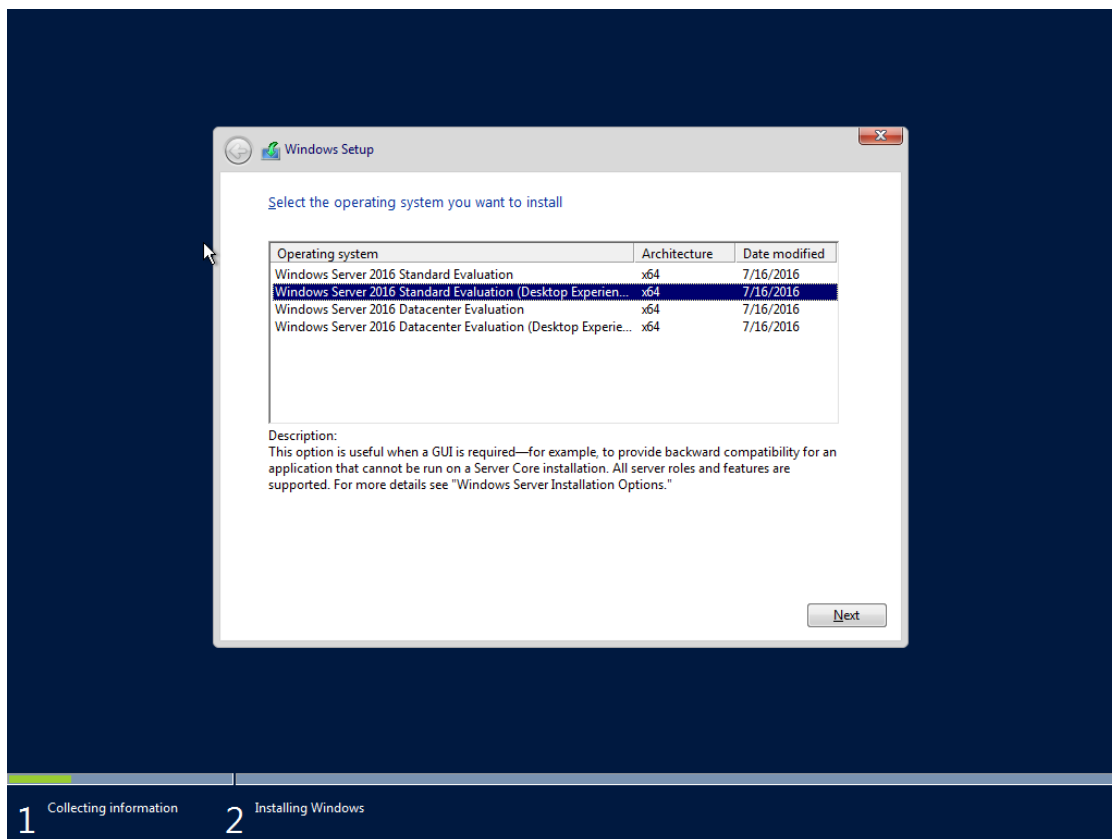 Windows Setup
Select the operating system you want to install
Operating system Architecture Date modified
Windows Server 2016 Standard Evaluation x64 7/16/2016
Windows Server 2016 Standard Evaluation (Desktop Experien... x64 7/16/2016
Windows Server 2016 Datacenter Evaluation x64 7/16/2016
Windows Server 2016 Datacenter Evaluation (Desktop Experie... x64 7/16/2016
Description:
This option is useful when a GUI is required—for example, to provide backward compatibility for an
application that cannot be run on a Server Core installation. All server roles and features are
supported. For more details see "Windows Server Installation Options."
Next
1 Collecting information 2 Installing Windows